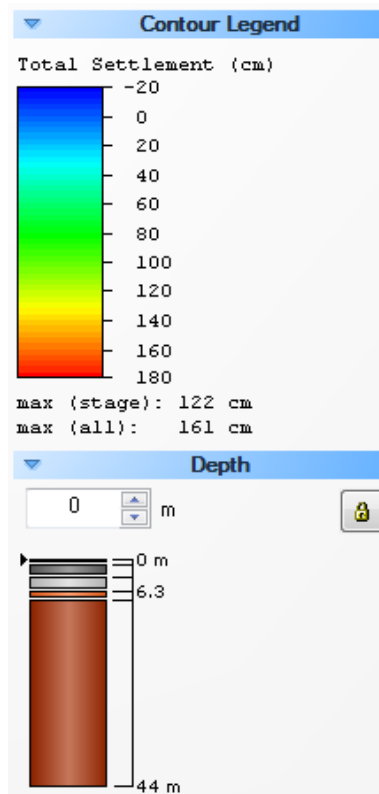 Contour Legend
Total Settlement (cm)
-20
0
20
40
60
80
100
120
140
160
180
max (stage): 122 cm
max (all): 161 cm
Depth
0 m
0 m
6.3
44 m